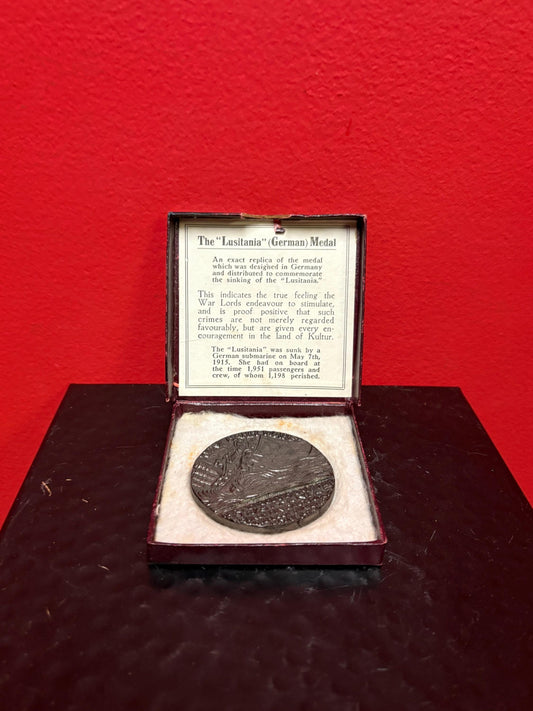 The "Lusitania" (German) Medal
An exact replica of the medal
which was designed in Germany
and distributed to commemorate
the sinking of the "Lusitania."
This indicates the true feeling the
War Lords endeavour to stimulate,
and is proof positive that such
crimes are not merely regarded
favourably, but are given every en-
couragement in the land of Kultur.
The "Lusitania" was sunk by a
German submarine on May 7th,
1915. She had on board at
the time 1,951 passengers and
crew, of whom 1,198 perished.